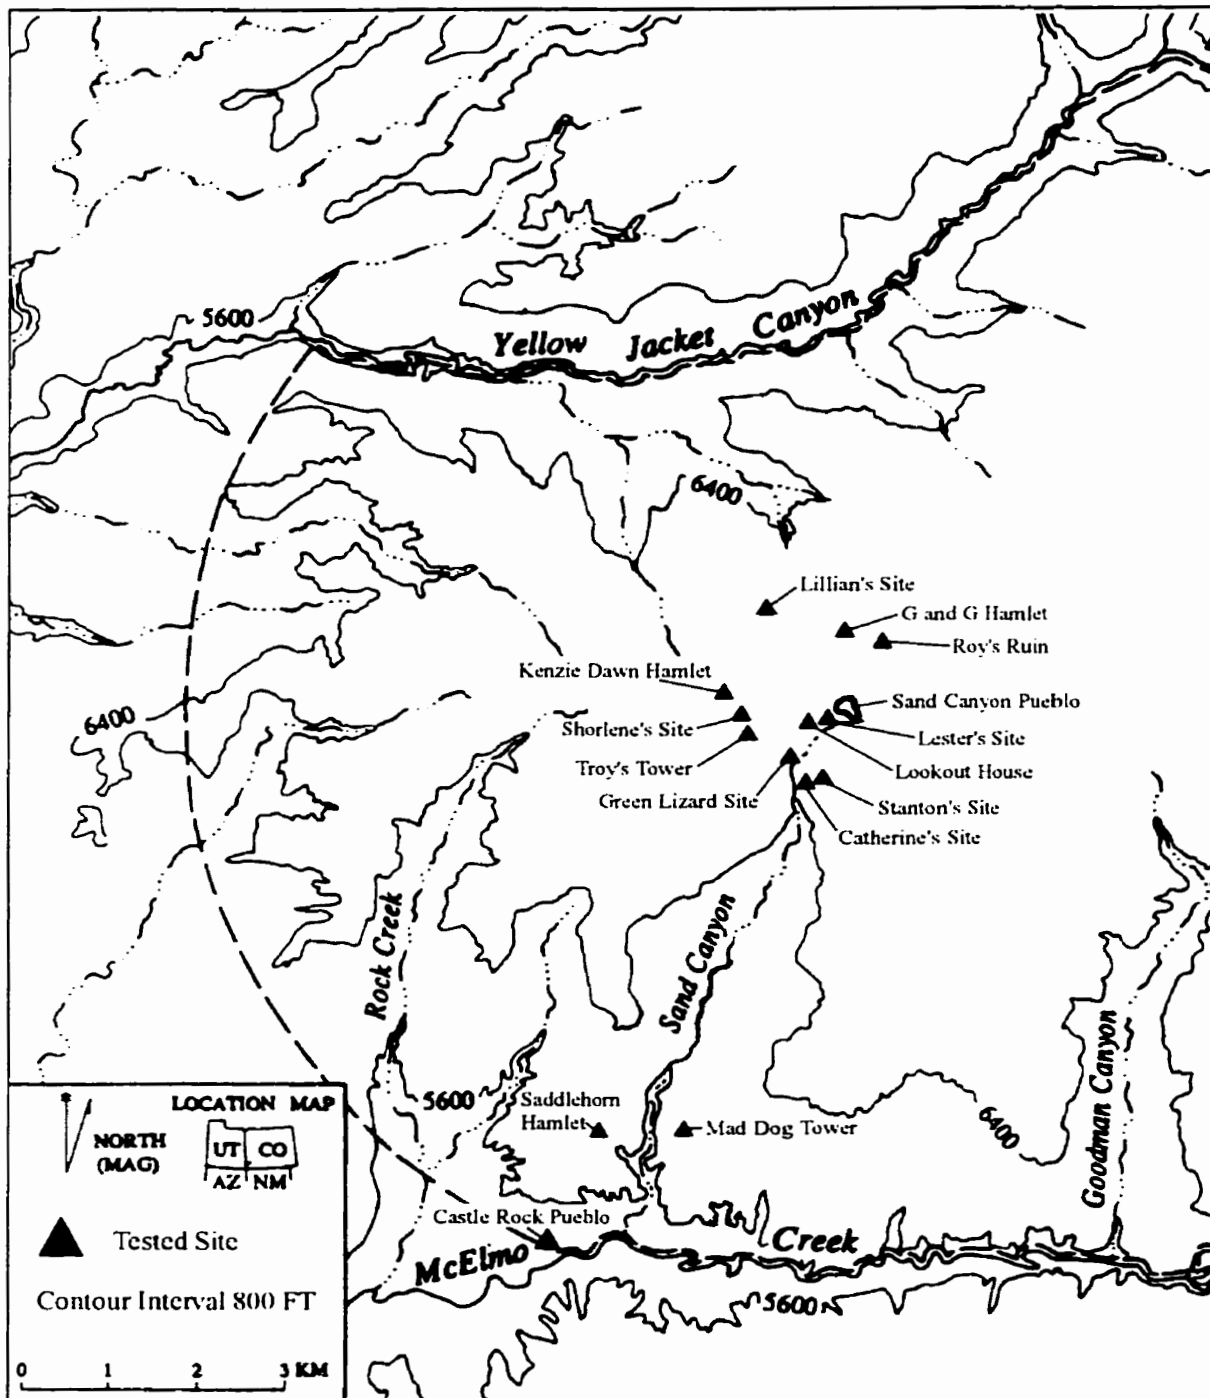 5600
Yellow Jacket Canyon
6400
Lillian's Site
G and G Hamlet
Roy's Ruin
Kenzie Dawn Hamlet
Sand Canyon Pueblo
6400
Shorlene's Site
Lester's Site
Troy's Tower
Lookout House
Green Lizard Site
Stanton's Site
Catherine's Site
Rock Creek
Sand Canyon
Goodman Canyon
5600
Saddlehorn
Hamlet
Mad Dog Tower
6400
Castle Rock Pueblo
McElmo Creek
5600
LOCATION MAP
NORTH
(MAG)
UT CO
AZ NM
Tested Site
Contour Interval 800 FT
0 1 2 3 KM